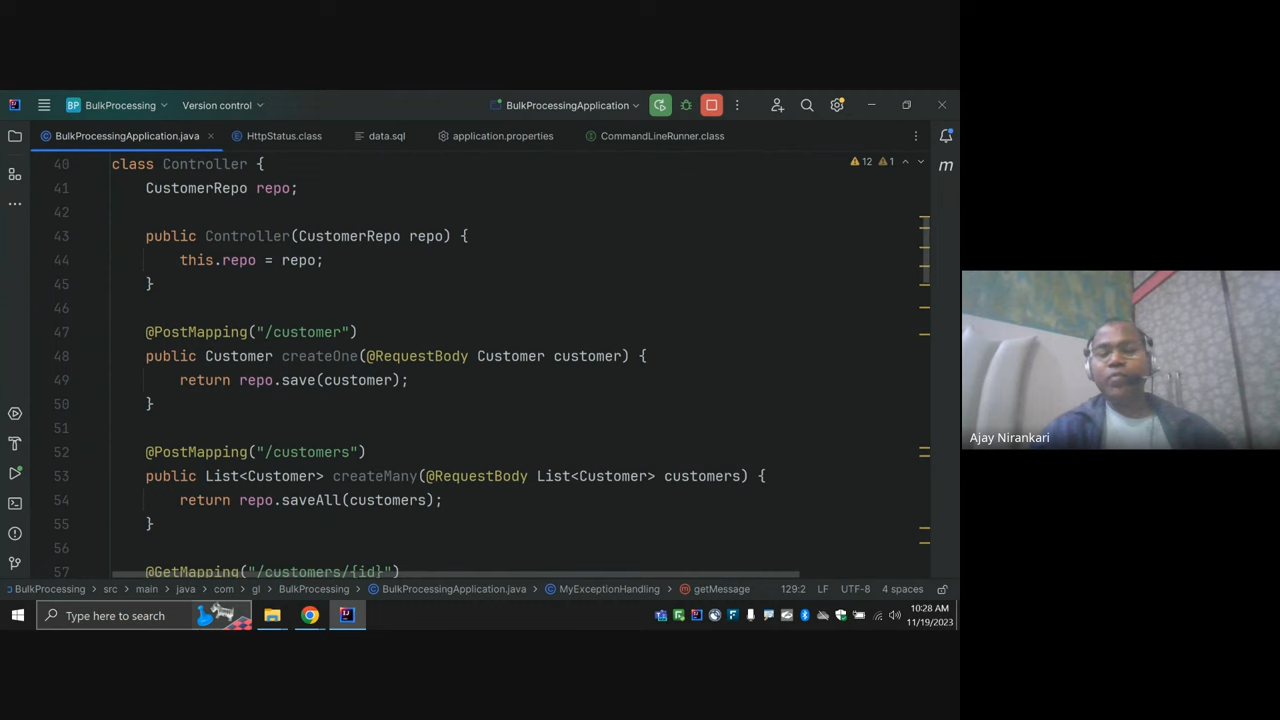 BP BulkProcessing Version control BulkProcessingApplication
BulkProcessingApplication.java HttpStatus.class data.sql application.properties CommandLineRunner.class
40 class Controller { 12 1
41 CustomerRepo repo;
42
43 public Controller(CustomerRepo repo) {
44 this.repo = repo;
45 }
46
47 @PostMapping("/customer")
48 public Customer createOne(@RequestBody Customer customer) {
49 return repo.save(customer);
50 }
51
52 @PostMapping("/customers")
53 public List<Customer> createMany(@RequestBody List<Customer> customers) {
54 return repo.saveAll(customers);
55 }
56
57 @GetMapping("/customers/{id}")
BulkProcessing > src > main > java > com > gl > BulkProcessing > BulkProcessingApplication.java > MyExceptionHandling > getMessage 129:2 LF UTF-8 4 spaces
Type here to search
10:28 AM
11/19/2023
m
Ajay Nirankari